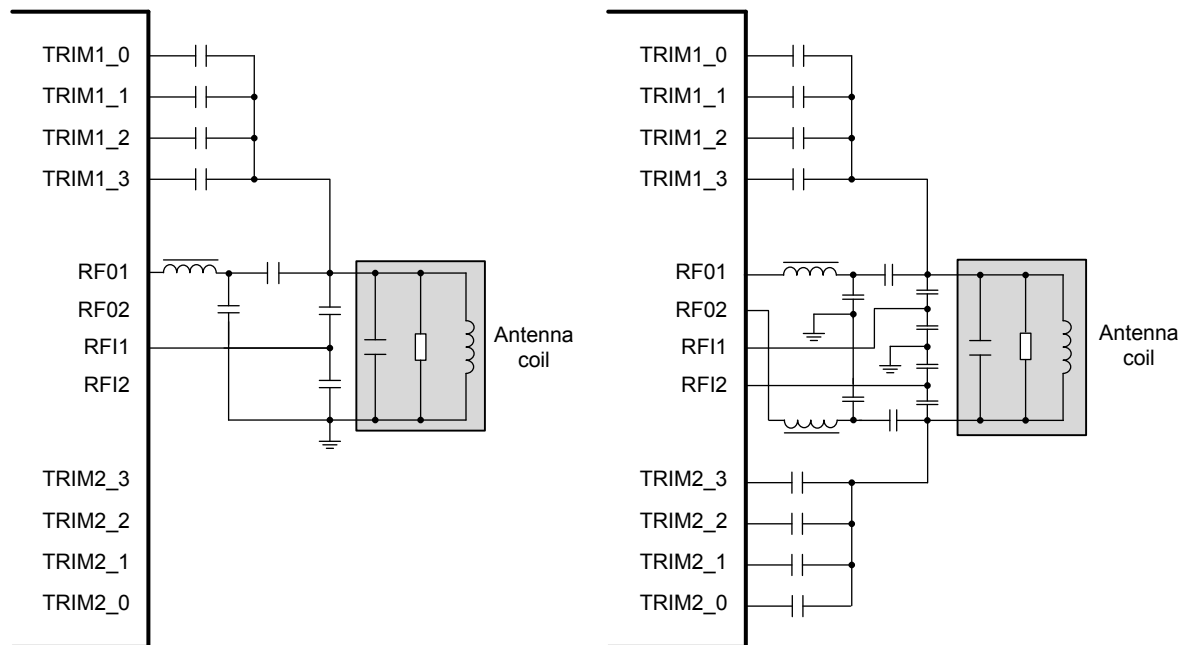 TRIM1_0
TRIM1_1
TRIM1_2
TRIM1_3
RF01
RF02
RFI1
RFI2
TRIM2_3
TRIM2_2
TRIM2_1
TRIM2_0
Antenna
coil
TRIM1_0
TRIM1_1
TRIM1_2
TRIM1_3
RF01
RF02
RFI1
RFI2
TRIM2_3
TRIM2_2
TRIM2_1
TRIM2_0
Antenna
coil